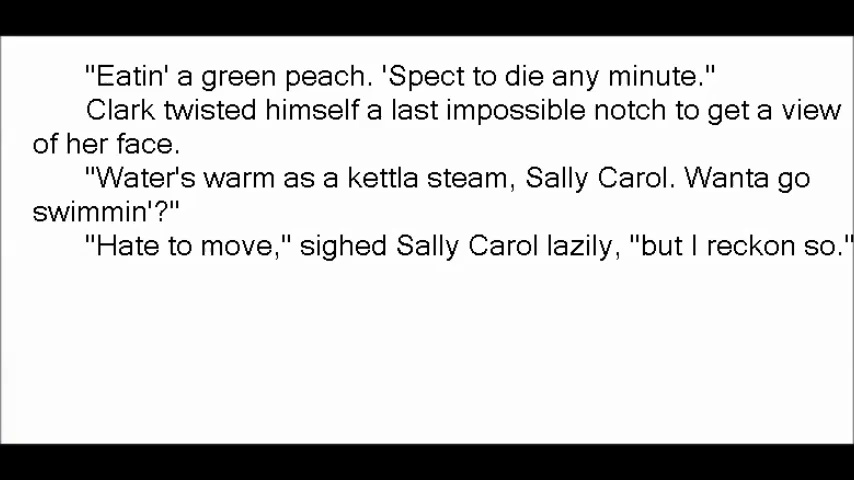 "Eatin' a green peach. 'Spect to die any minute."
Clark twisted himself a last impossible notch to get a view
of her face.
"Water's warm as a kettla steam, Sally Carol. Wanta go
swimmin'?"
"Hate to move," sighed Sally Carol lazily, "but I reckon so."